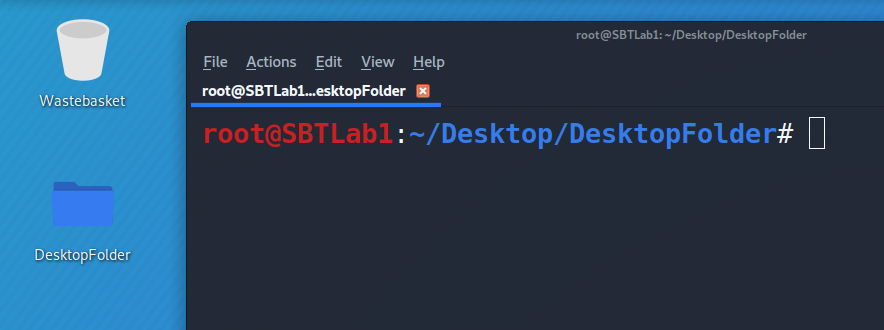 Wastebasket
DesktopFolder
root@SBTLab1: ~/Desktop/DesktopFolder
File Actions Edit View Help
root@SBTLab1...esktopFolder
root@SBTLab1:~/Desktop/DesktopFolder#